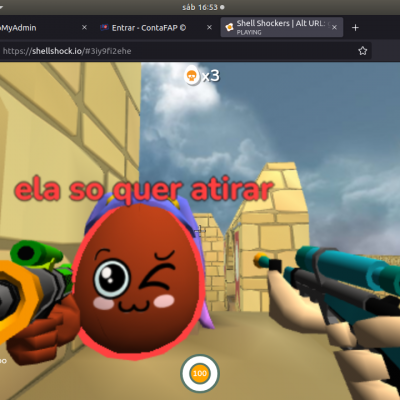 sáb 16:53
MyAdmin
Entrar - ContaFAP ©
Shell Shockers | Alt URL:
PLAYING
https://shellshock.io/#3iy9fi2ehe
x3
ela so quer atirar
100